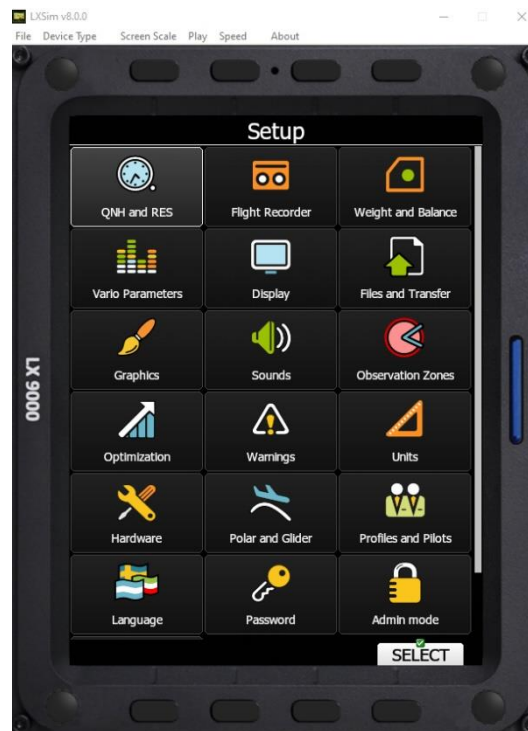 LXSim v8.0.0
File Device Type Screen Scale Play Speed About
Setup
QNH and RES Flight Recorder Weight and Balance
Vario Parameters Display Files and Transfer
Graphics Sounds Observation Zones
Optimization Warnings Units
Hardware Polar and Glider Profiles and Pilots
Language Password Admin mode
SELECT
LX 9000